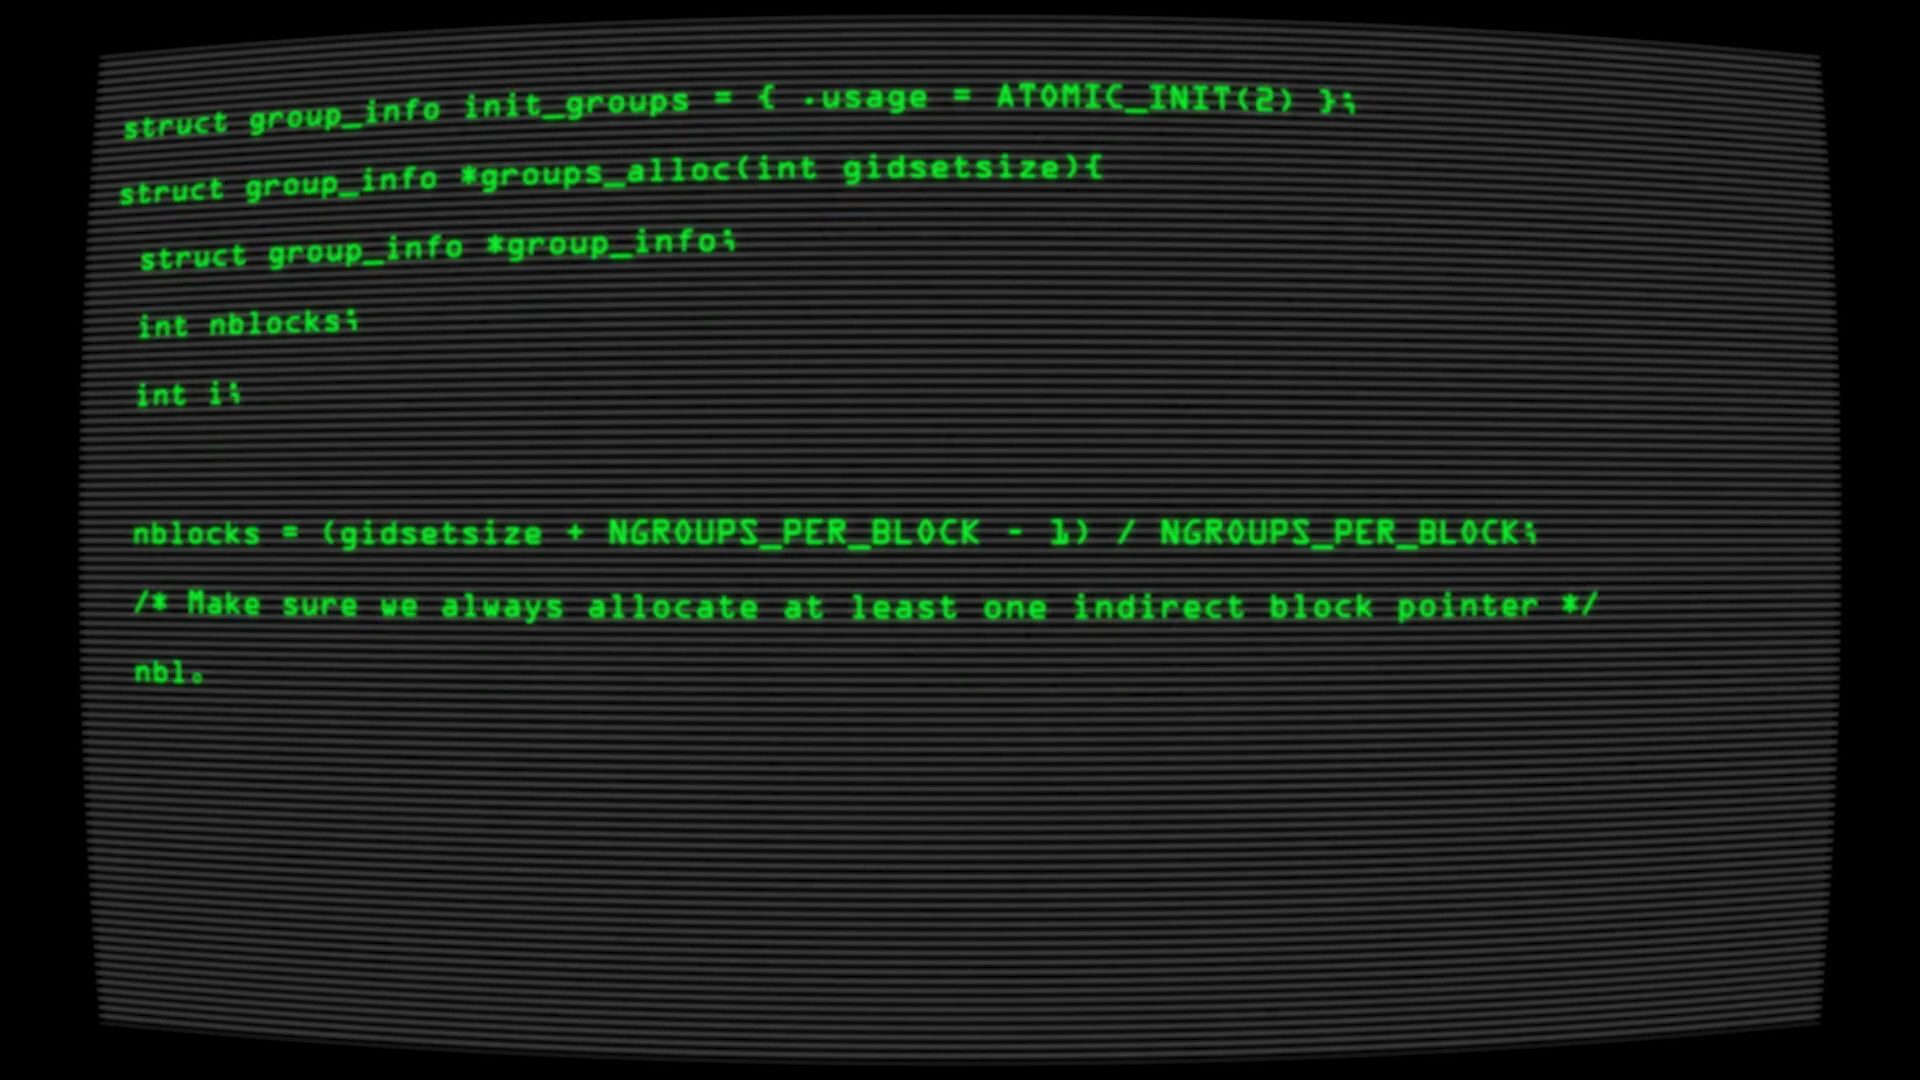 struct group_info init_groups = { .usage = ATOMIC_INIT(2) };
struct group_info *groups_alloc(int gidsetsize){
struct group_info *group_info;
int nblocks;
int i;
nblocks = (gidsetsize + NGROUPS_PER_BLOCK - 1) / NGROUPS_PER_BLOCK;
/* Make sure we always allocate at least one indirect block pointer */
nbl